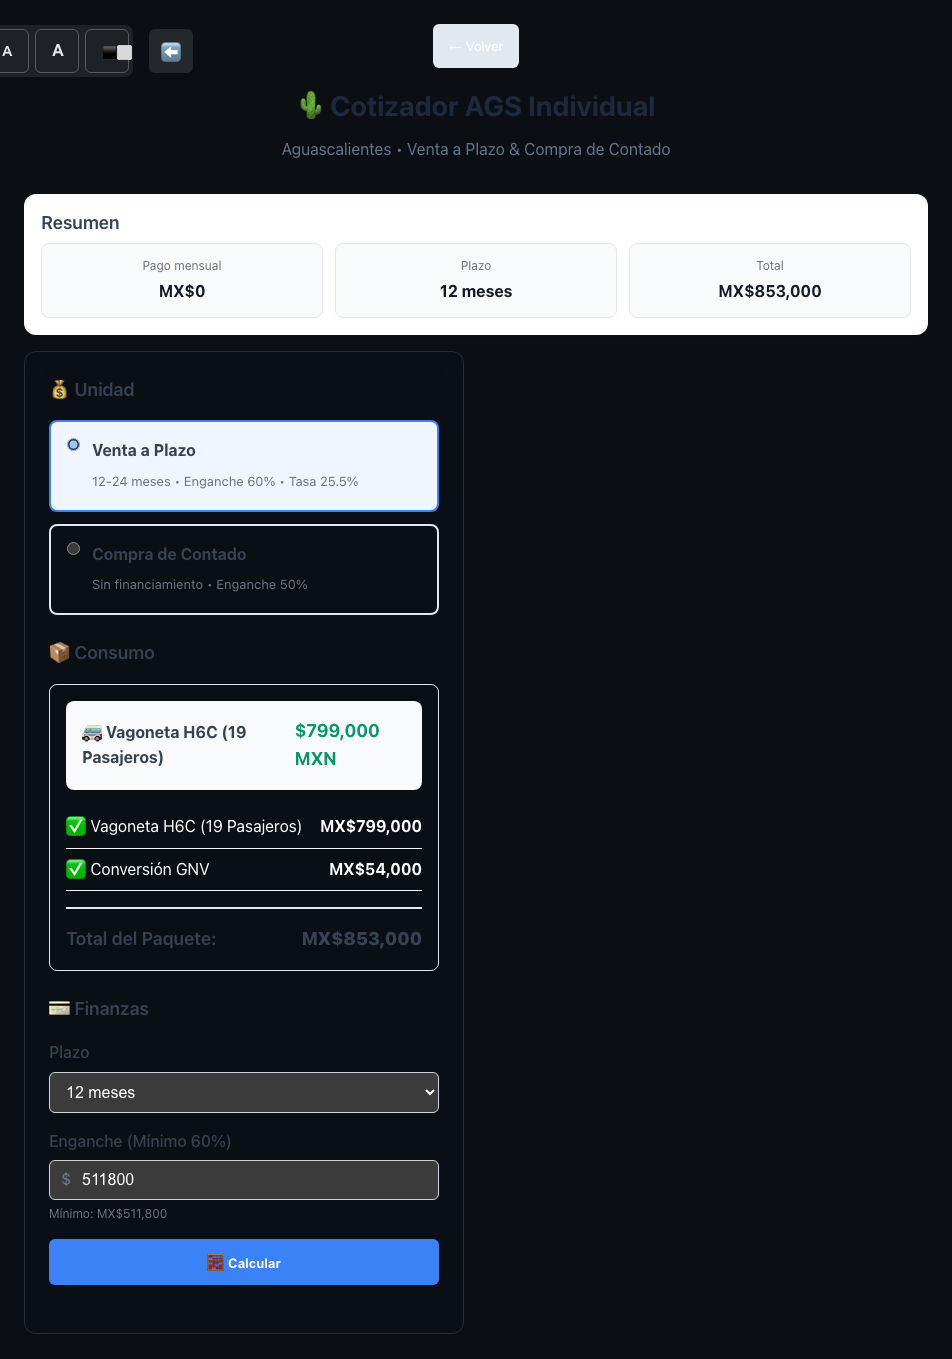 A A
← Volver
🌵 Cotizador AGS Individual
Aguascalientes • Venta a Plazo & Compra de Contado
Resumen
Pago mensual
MX$0
Plazo
12 meses
Total
MX$853,000
💰 Unidad
Venta a Plazo
12-24 meses • Enganche 60% • Tasa 25.5%
Compra de Contado
Sin financiamiento • Enganche 50%
📦 Consumo
🚐 Vagoneta H6C (19
Pasajeros)
$799,000
MXN
✅ Vagoneta H6C (19 Pasajeros) MX$799,000
✅ Conversión GNV MX$54,000
Total del Paquete: MX$853,000
💳 Finanzas
Plazo
12 meses
Enganche (Mínimo 60%)
$ 511800
Mínimo: MX$511,800
🧮 Calcular